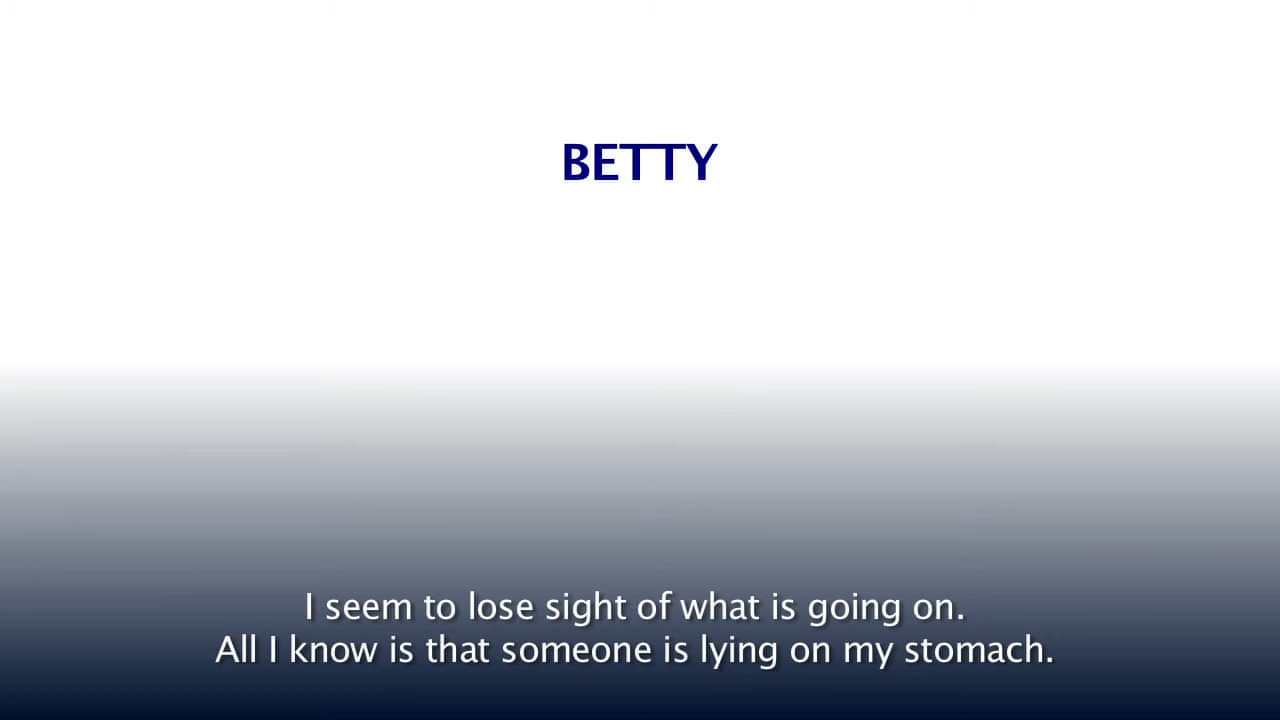 BETTY
I seem to lose sight of what is going on.
All I know is that someone is lying on my stomach.